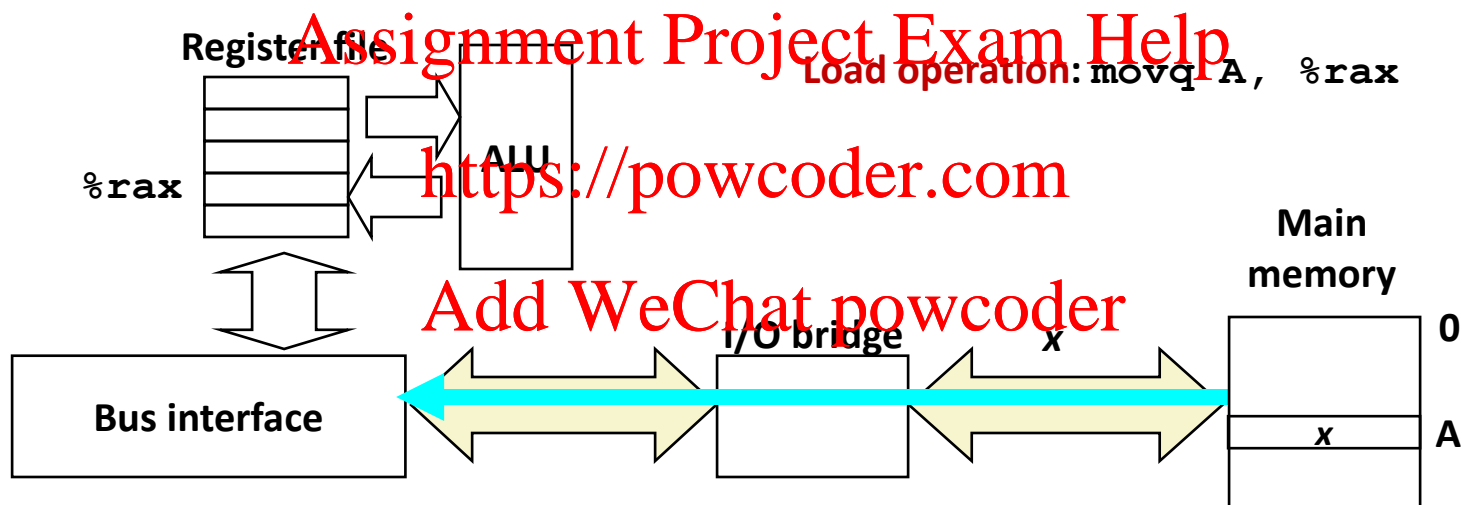 Assignment Project Exam Help
Register file
Load operation: movq A, %rax
ALU
https://powcoder.com
%rax
Main
memory
Add WeChat powcoder
I/O bridge
x
0
Bus interface
x
A